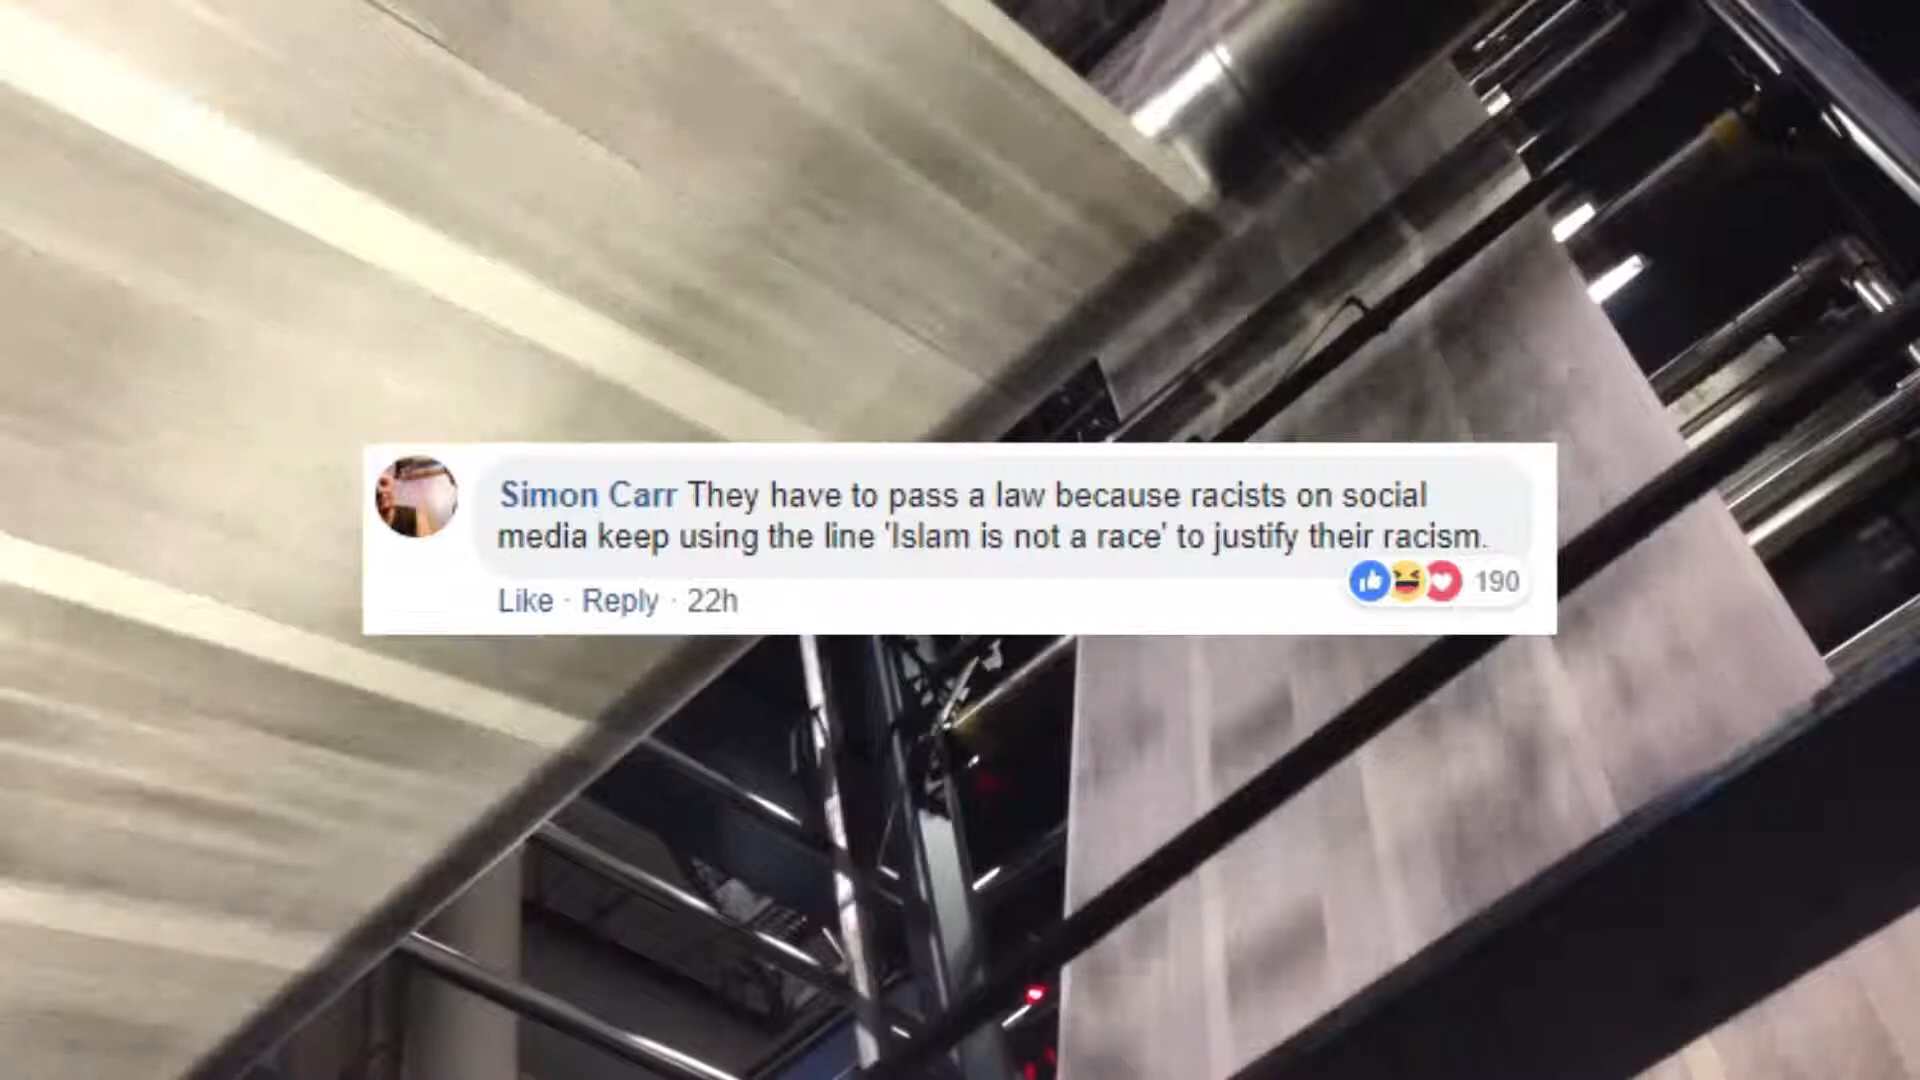 Simon Carr They have to pass a law because racists on social
media keep using the line 'Islam is not a race' to justify their racism.
190
Like · Reply · 22h